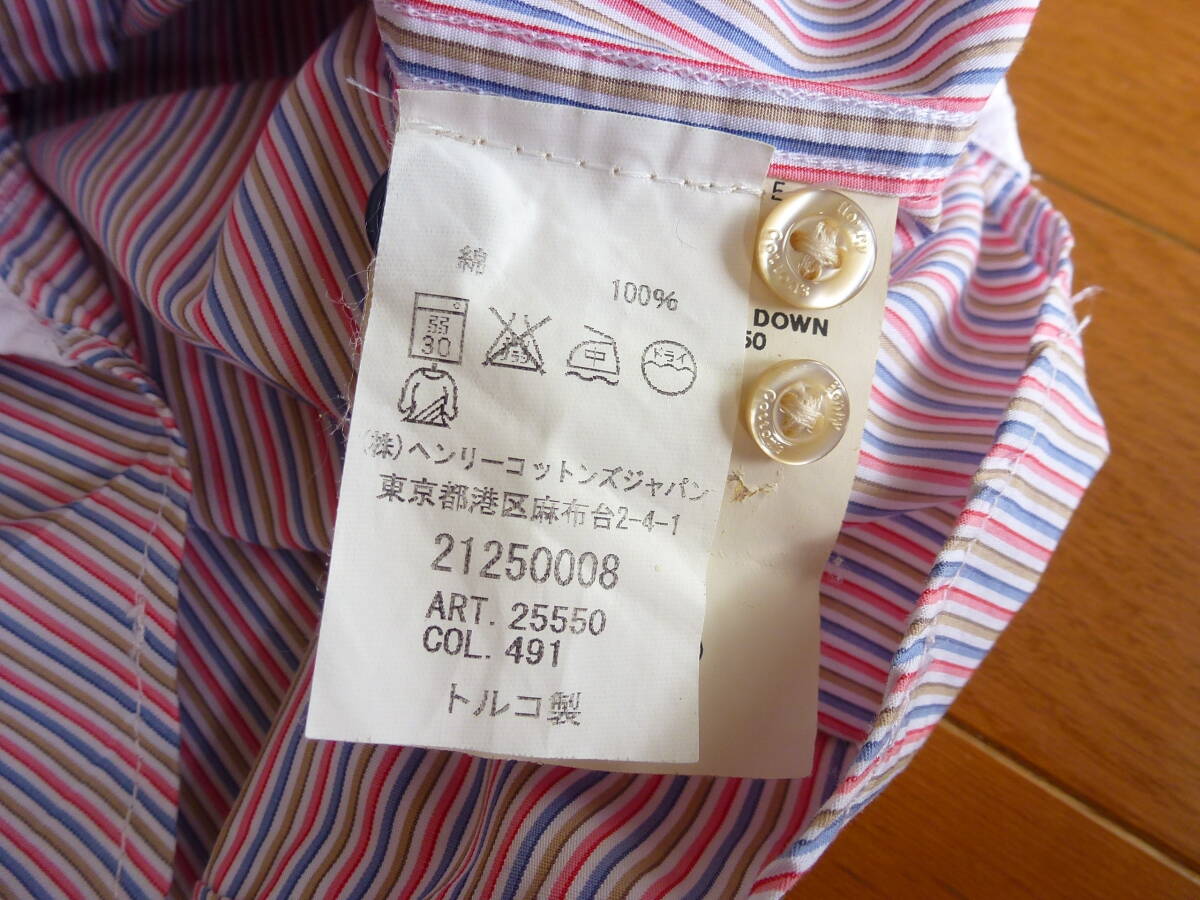 綿
100%
弱
30
中
ドライ
(株)ヘンリーコットンズジャパン
東京都港区麻布台2-4-1
21250008
ART. 25550
COL. 491
トルコ製
E
DOWN
50
HENRY
COTTON'S